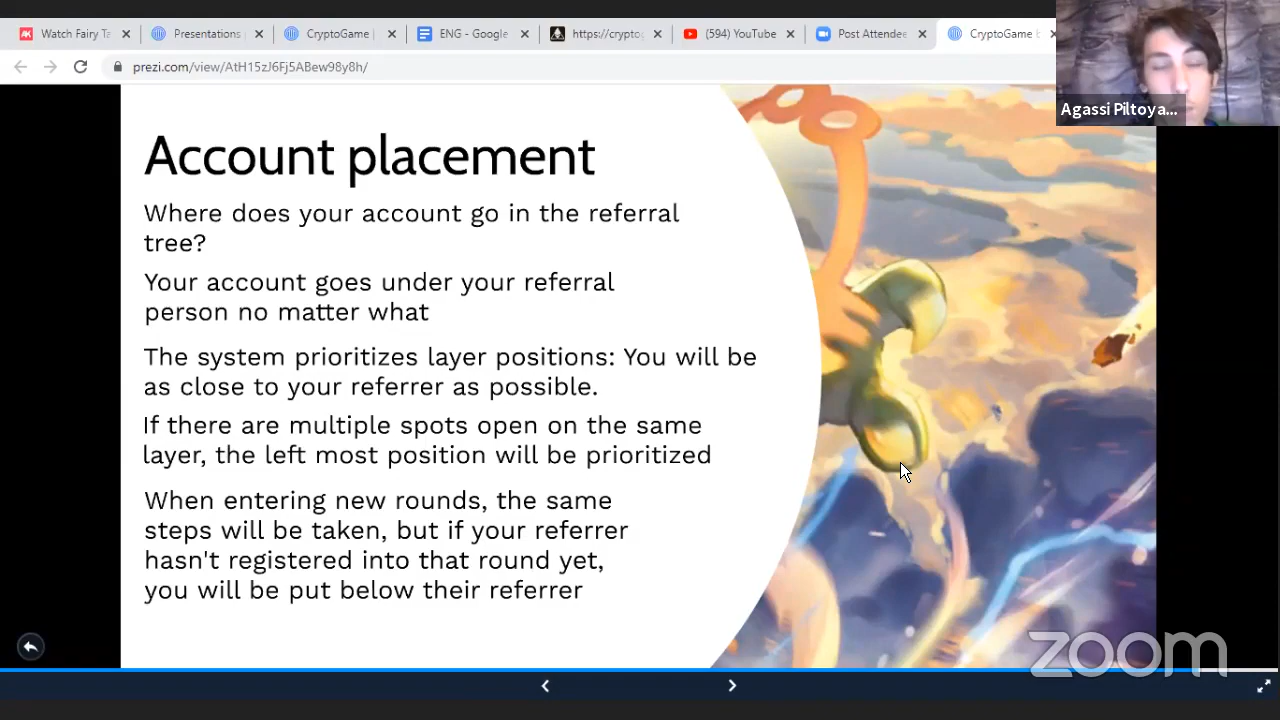 Watch Fairy Ta
Presentations
CryptoGame
ENG - Google
https://crypto
(594) YouTube
Post Attendee
CryptoGame
prezi.com/view/AtH15zJ6Fj5ABew98y8h/
Agassi Piltoya...
Account placement
Where does your account go in the referral
tree?
Your account goes under your referral
person no matter what
The system prioritizes layer positions: You will be
as close to your referrer as possible.
If there are multiple spots open on the same
layer, the left most position will be prioritized
When entering new rounds, the same
steps will be taken, but if your referrer
hasn't registered into that round yet,
you will be put below their referrer
zoom